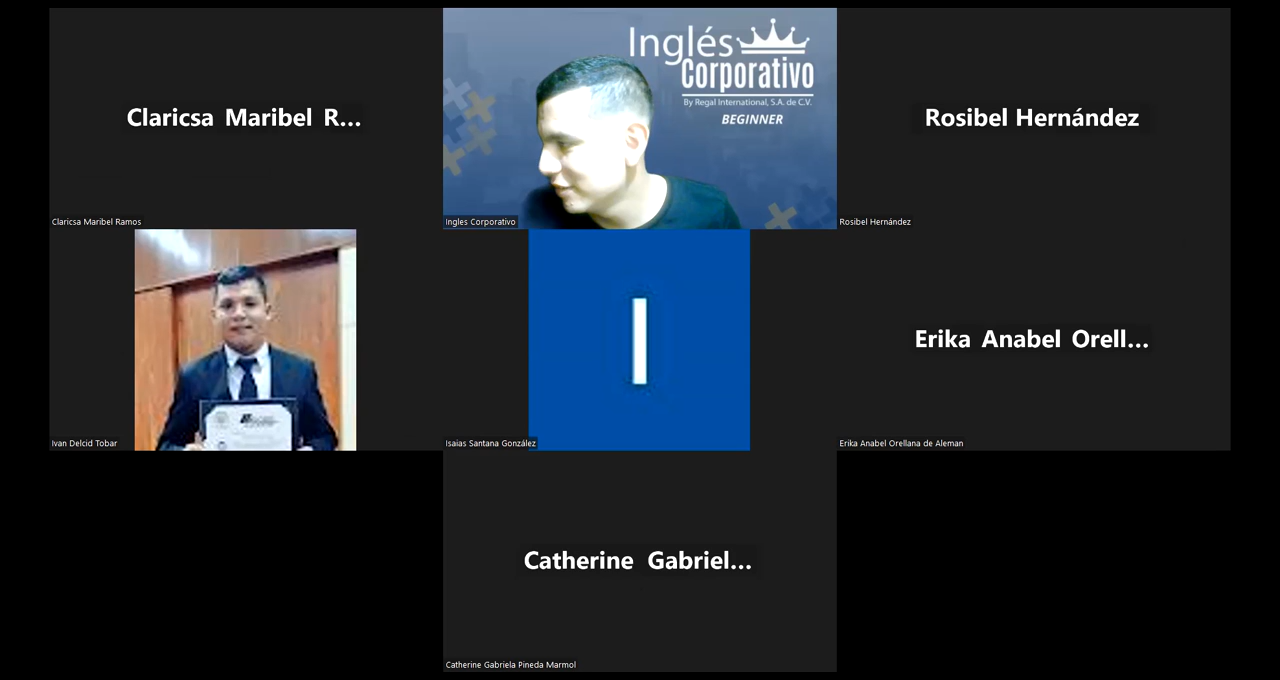 Claricsa Maribel R...
Claricsa Maribel Ramos
Inglés
Corporativo
By Regal International, S.A. de C.V.
BEGINNER
Ingles Corporativo
Rosibel Hernández
Rosibel Hernández
Ivan Delcid Tobar
I
Isaias Santana González
Erika Anabel Orell...
Erika Anabel Orellana de Aleman
Catherine Gabriel...
Catherine Gabriela Pineda Marmol